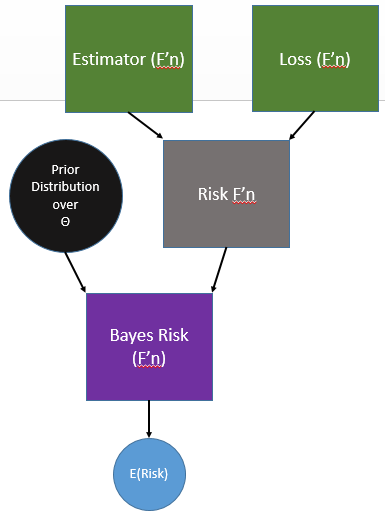 Estimator (F'n)
Loss (F'n)
Prior
Distribution
over
Θ
Risk F'n
Bayes Risk
(F'n)
E(Risk)